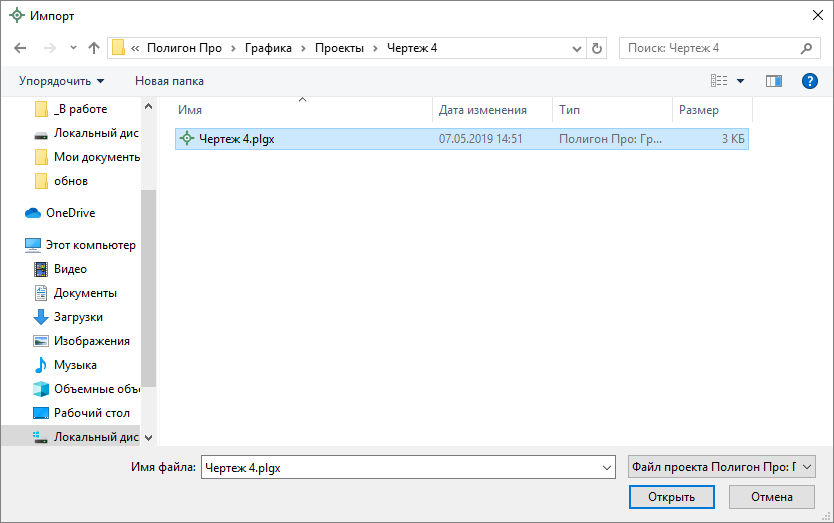 Импорт
« Полигон Про › Графика › Проекты › Чертеж 4
Поиск: Чертеж 4
Упорядочить
Новая папка
?
_В работе
Локальный дис
Мои документь
обнов
OneDrive
Этот компьютер
Видео
Документы
Загрузки
Изображения
Музыка
Объемные объе
Рабочий стол
Локальный дис
Имя Дата изменения Тип Размер
Чертеж 4.plgx 07.05.2019 14:51 Полигон Про: Гр... 3 КБ
Имя файла: Чертеж 4.plgx
Файл проекта Полигон Про: Г
Открыть Отмена